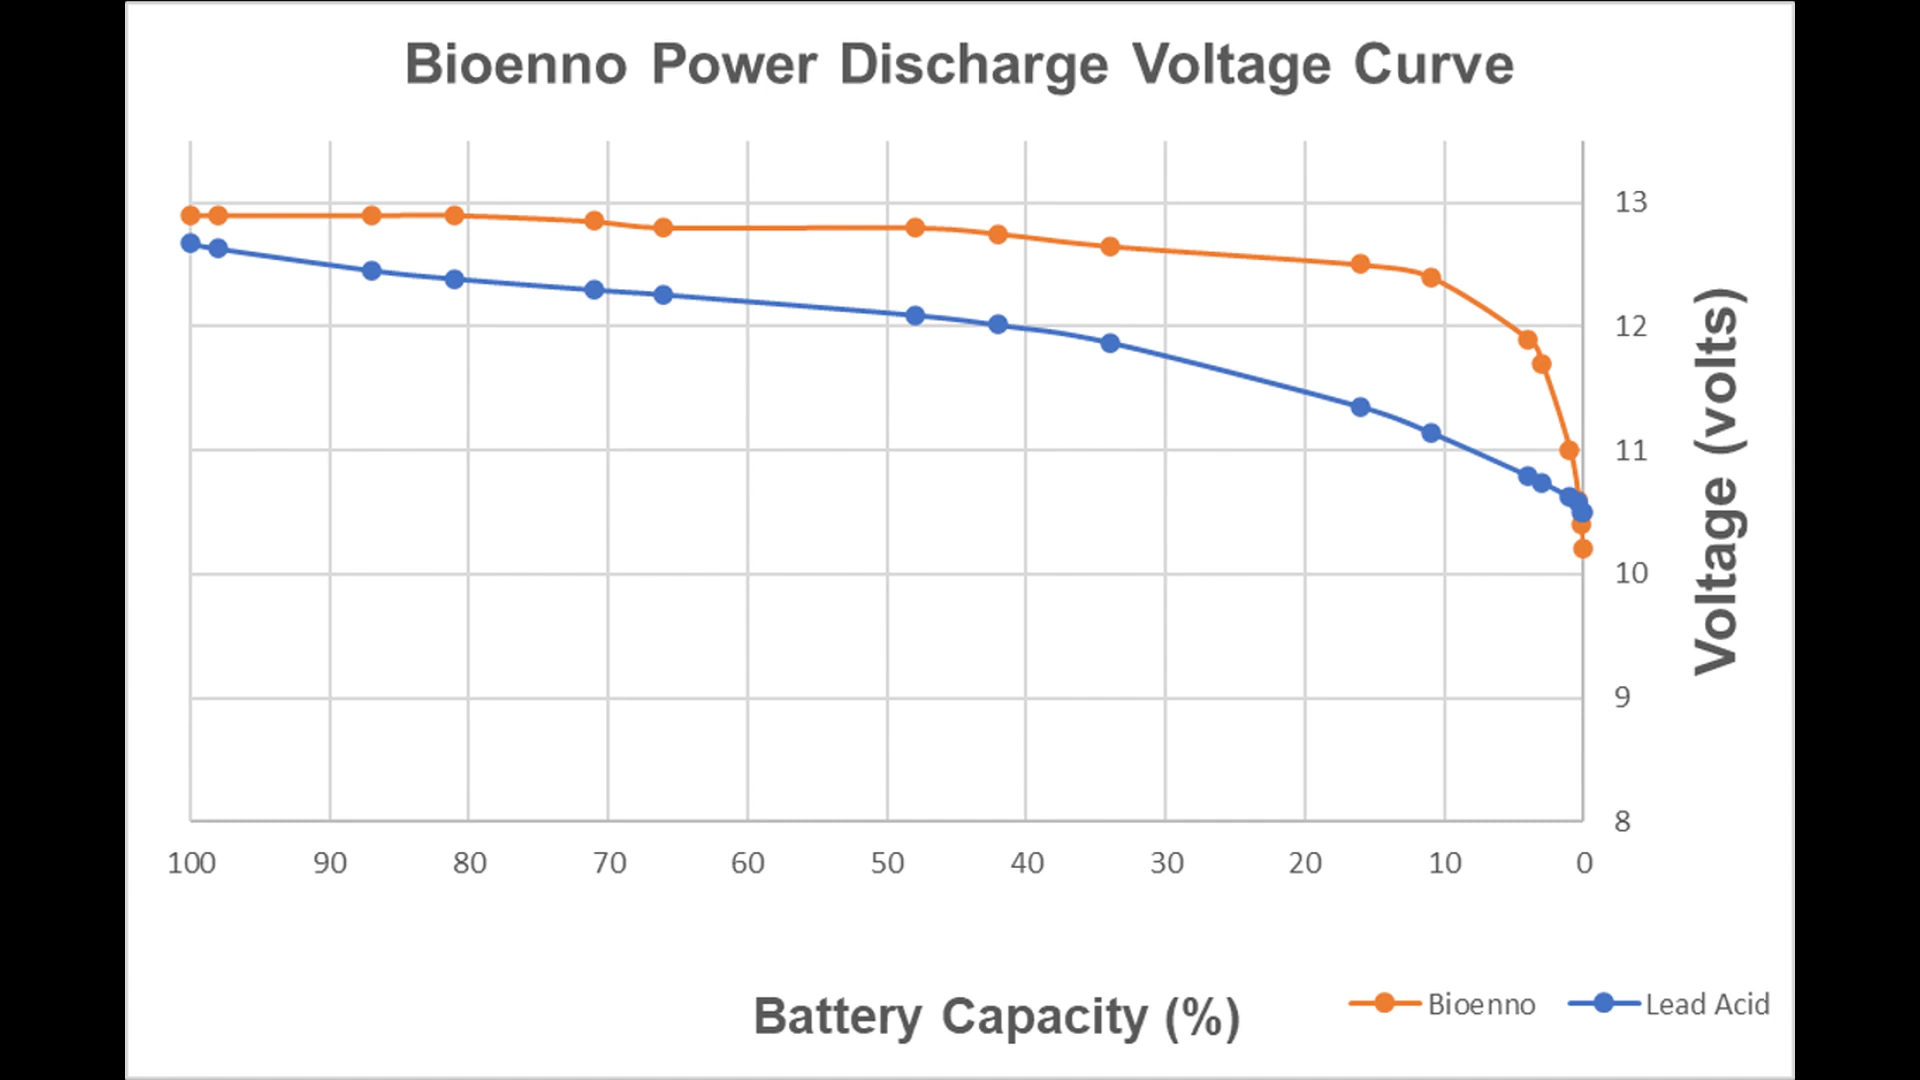 Bioenno Power Discharge Voltage Curve
13
12
11
10
9
8
Voltage (volts)
100 90 80 70 60 50 40 30 20 10 0
Battery Capacity (%)
Bioenno Lead Acid